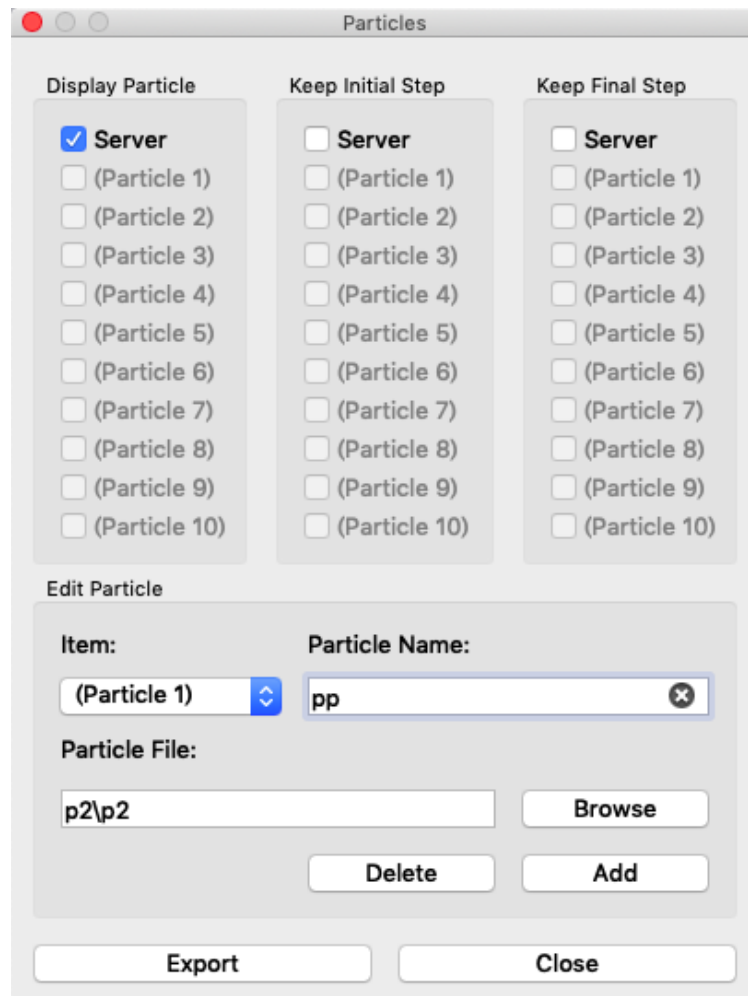 Particles
Display Particle Keep Initial Step Keep Final Step
Server Server Server
(Particle 1) (Particle 1) (Particle 1)
(Particle 2) (Particle 2) (Particle 2)
(Particle 3) (Particle 3) (Particle 3)
(Particle 4) (Particle 4) (Particle 4)
(Particle 5) (Particle 5) (Particle 5)
(Particle 6) (Particle 6) (Particle 6)
(Particle 7) (Particle 7) (Particle 7)
(Particle 8) (Particle 8) (Particle 8)
(Particle 9) (Particle 9) (Particle 9)
(Particle 10) (Particle 10) (Particle 10)
Edit Particle
Item: Particle Name:
(Particle 1) pp
Particle File:
p2\p2 Browse
Delete Add
Export Close